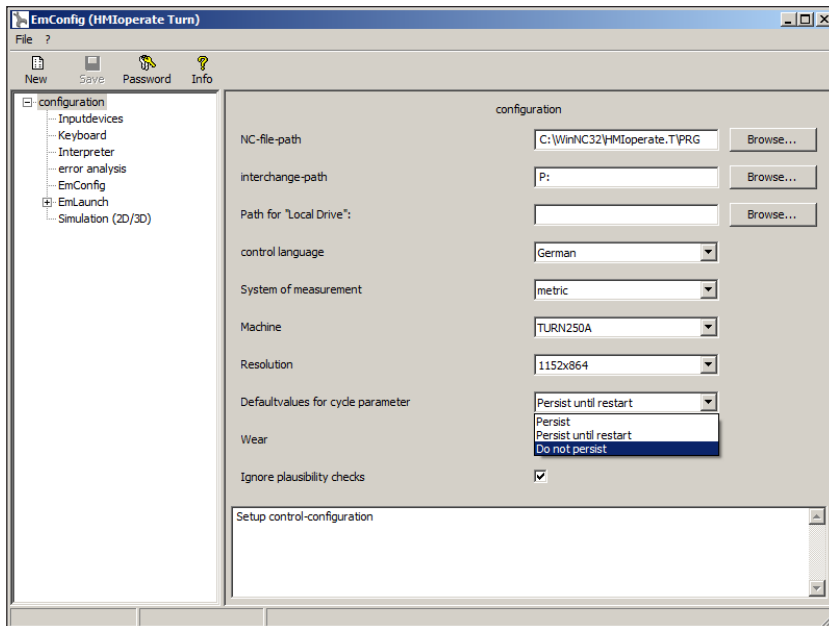 EmConfig (HMIoperate Turn)
File ?
New Save Password Info
configuration
Inputdevices
Keyboard
Interpreter
error analysis
EmConfig
EmLaunch
Simulation (2D/3D)
configuration
NC-file-path C:\WinNC32\HMIoperate.T\PRG Browse...
interchange-path P: Browse...
Path for "Local Drive": Browse...
control language German
System of measurement metric
Machine TURN250A
Resolution 1152x864
Defaultvalues for cycle parameter Persist until restart
Persist
Persist until restart
Do not persist
Wear
Ignore plausibility checks
Setup control-configuration